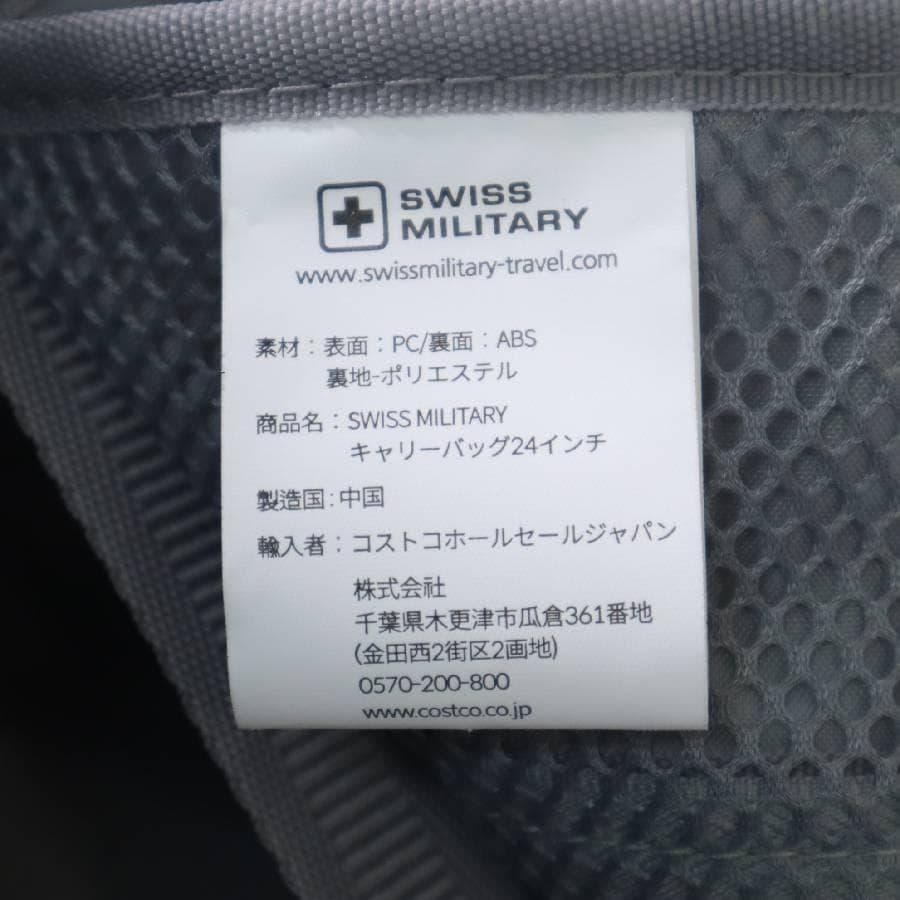 SWISS
MILITARY
www.swissmilitary-travel.com
素材：表面：PC/裏面：ABS
裏地-ポリエステル
商品名：SWISS MILITARY
キャリーバッグ24インチ
製造国：中国
輸入者：コストコホールセールジャパン
株式会社
千葉県木更津市瓜倉361番地
(金田西2街区2画地)
0570-200-800
www.costco.co.jp